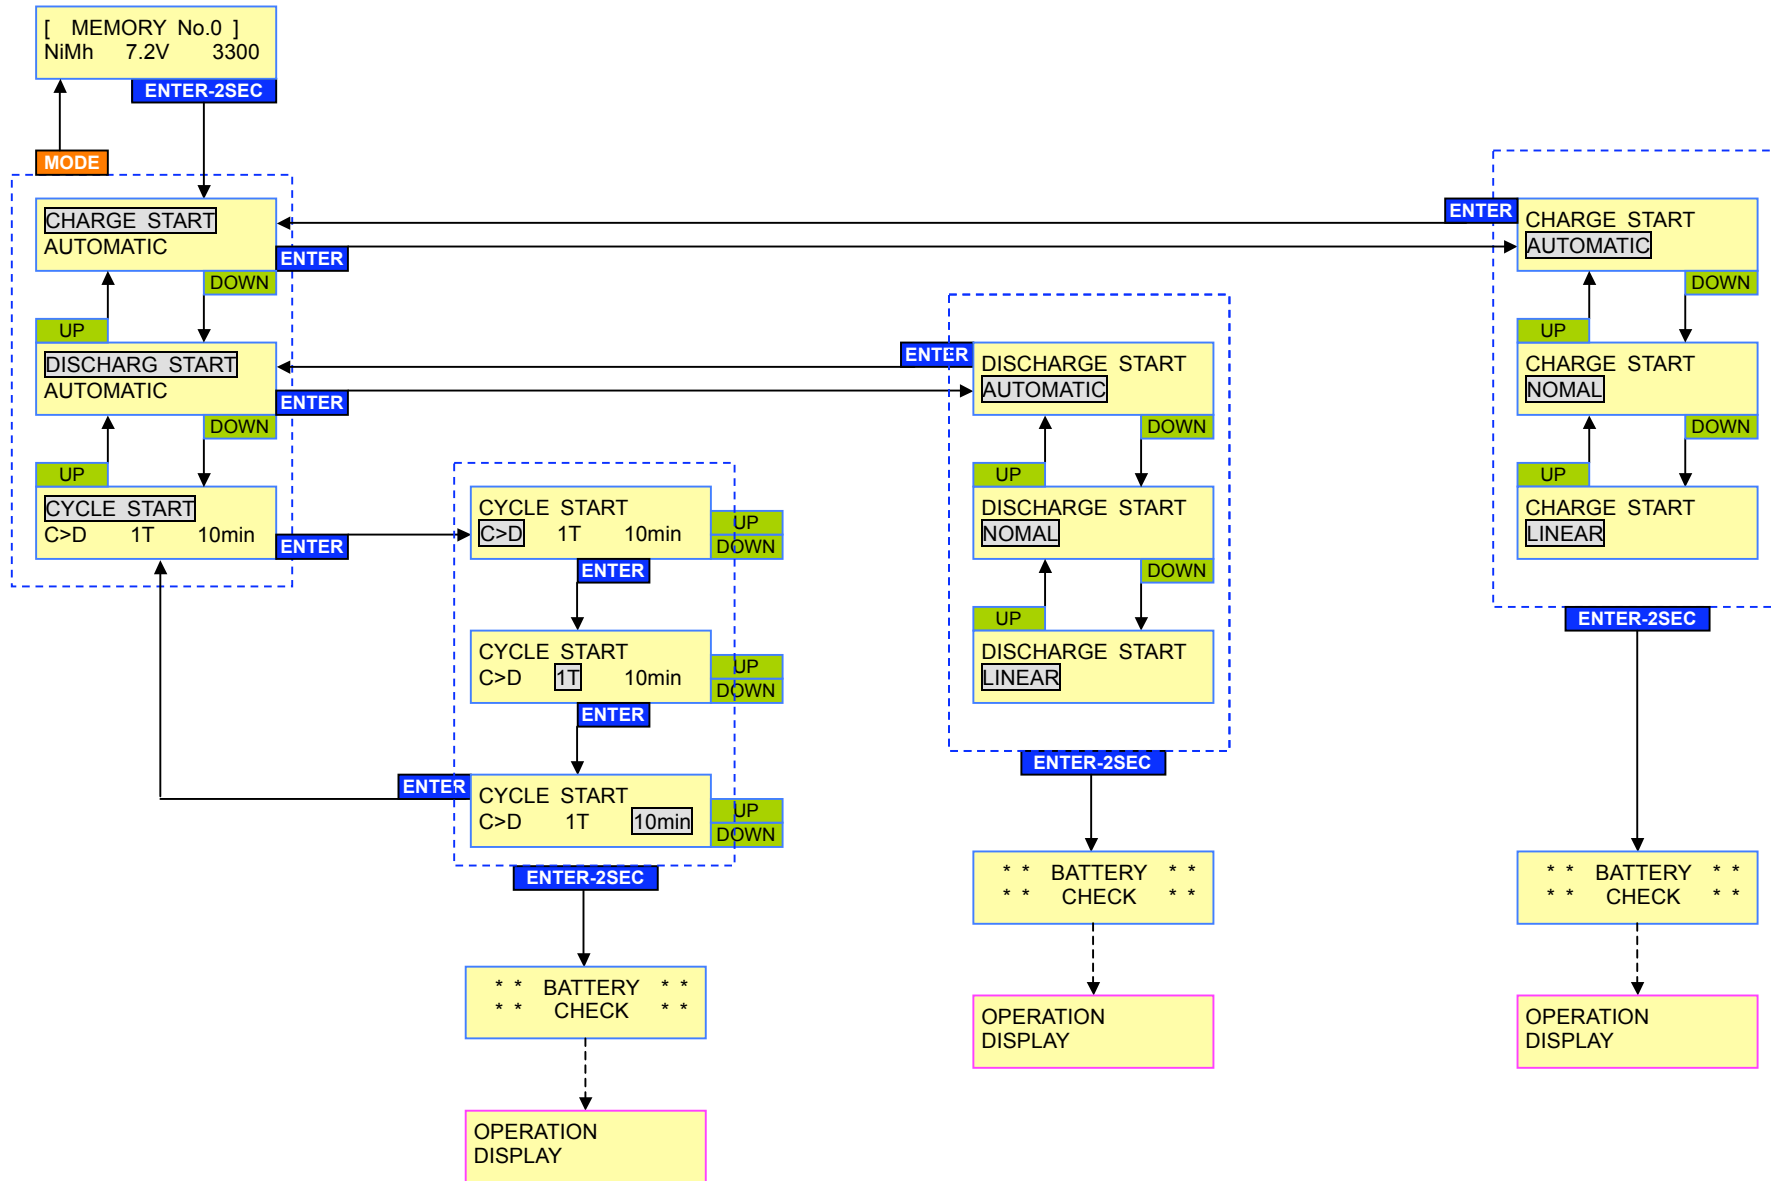 [ MEMORY No.0 ]
NiMh 7.2V 3300
ENTER-2SEC
MODE
CHARGE START
AUTOMATIC
ENTER
DOWN
UP
DISCHARG START
AUTOMATIC
ENTER
DOWN
UP
CYCLE START
C>D 1T 10min
ENTER
CYCLE START
C>D 1T 10min
UP
DOWN
ENTER
CYCLE START
C>D 1T 10min
UP
DOWN
ENTER
ENTER
CYCLE START
C>D 1T 10min
UP
DOWN
ENTER-2SEC
* * BATTERY * *
* * CHECK * *
OPERATION
DISPLAY
ENTER
DISCHARGE START
AUTOMATIC
DOWN
UP
DISCHARGE START
NOMAL
DOWN
UP
DISCHARGE START
LINEAR
ENTER-2SEC
* * BATTERY * *
* * CHECK * *
OPERATION
DISPLAY
ENTER
CHARGE START
AUTOMATIC
DOWN
UP
CHARGE START
NOMAL
DOWN
UP
CHARGE START
LINEAR
ENTER-2SEC
* * BATTERY * *
* * CHECK * *
OPERATION
DISPLAY